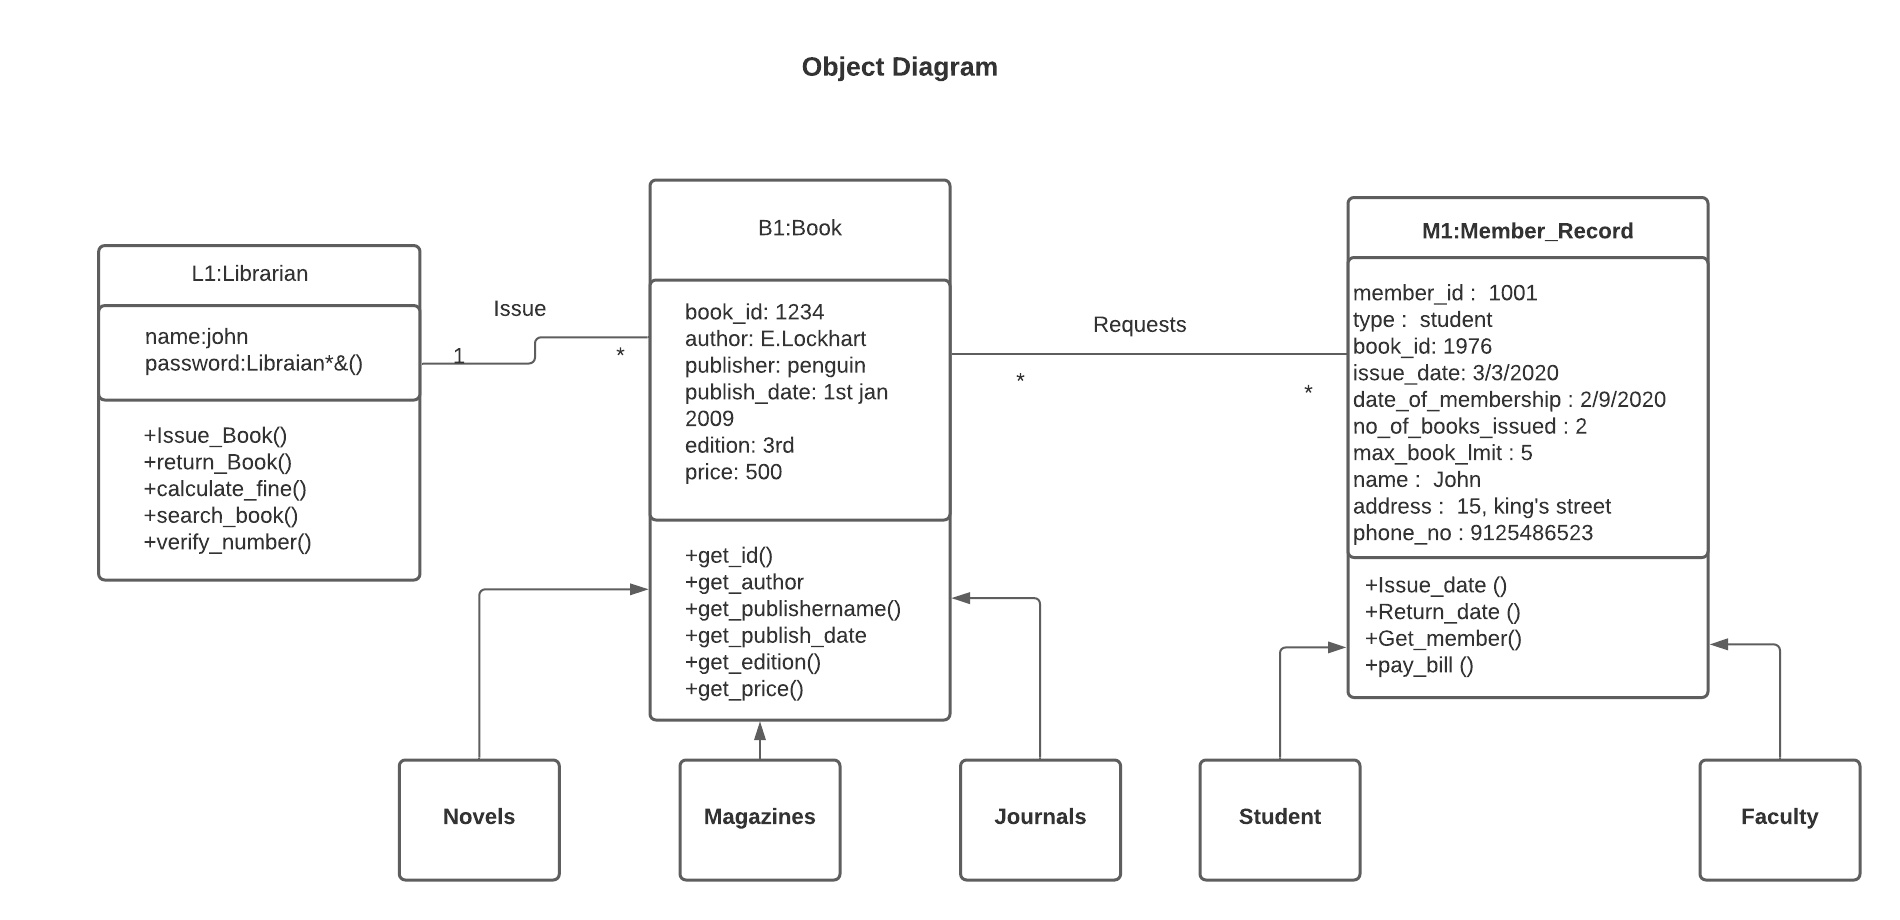 Object Diagram
L1:Librarian
name:john
password:Libraian*&()
+Issue_Book()
+return_Book()
+calculate_fine()
+search_book()
+verify_number()
Issue
1
*
B1:Book
book_id: 1234
author: E.Lockhart
publisher: penguin
publish_date: 1st jan
2009
edition: 3rd
price: 500
+get_id()
+get_author
+get_publishername()
+get_publish_date
+get_edition()
+get_price()
Requests
*
*
M1:Member_Record
member_id :  1001
type :  student
book_id: 1976
issue_date: 3/3/2020
date_of_membership : 2/9/2020
no_of_books_issued : 2
max_book_lmit : 5
name :  John
address :  15, king's street
phone_no : 9125486523
+Issue_date ()
+Return_date ()
+Get_member()
+pay_bill ()
Novels
Magazines
Journals
Student
Faculty